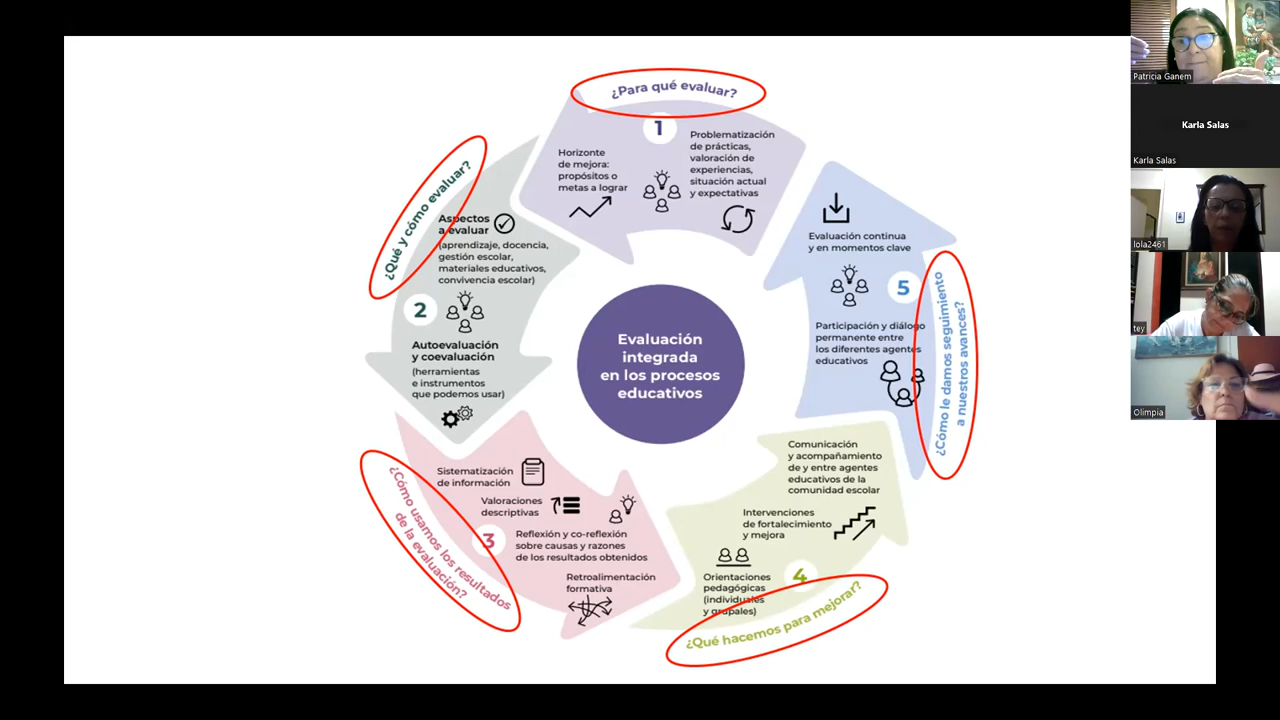 ¿Para qué evaluar?
1
Horizonte
de mejora:
propósitos o
metas a lograr
Problematización
de prácticas,
valoración de
experiencias,
situación actual
y expectativas
¿Qué y cómo evaluar?
Aspectos
a evaluar
(aprendizaje, docencia,
gestión escolar,
materiales educativos,
convivencia escolar)
2
Autoevaluación
y coevaluación
(herramientas
e instrumentos
que podemos usar)
¿Cómo usamos los resultados
de la evaluación?
Sistematización
de información
Valoraciones
descriptivas
3
Reflexión y co-reflexión
sobre causas y razones
de los resultados obtenidos
Retroalimentación
formativa
Comunicación
y acompañamiento
de y entre agentes
educativos de la
comunidad escolar
Intervenciones
de fortalecimiento
y mejora
4
Orientaciones
pedagógicas
(individuales
y grupales)
¿Qué hacemos para mejorar?
Evaluación continua
y en momentos clave
5
Participación y diálogo
permanente entre
los diferentes agentes
educativos
¿Cómo le damos seguimiento
a nuestros avances?
Evaluación
integrada
en los procesos
educativos
Patricia Ganem
Karla Salas
Karla Salas
lola2461
tey
Olimpia